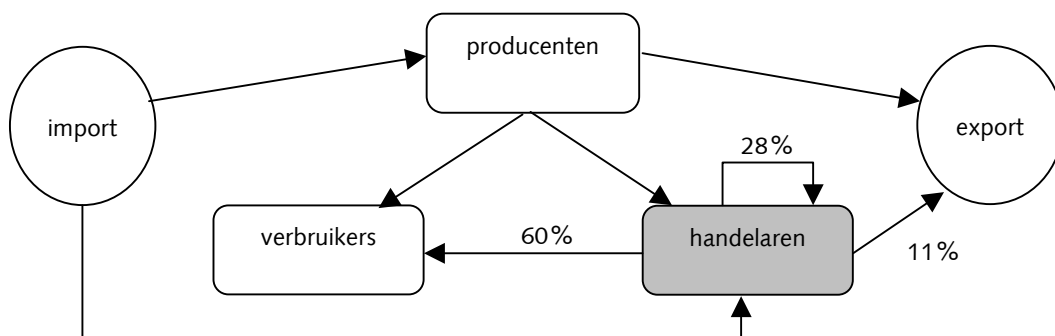 producenten
import
export
28%
verbruikers
60%
handelaren
11%